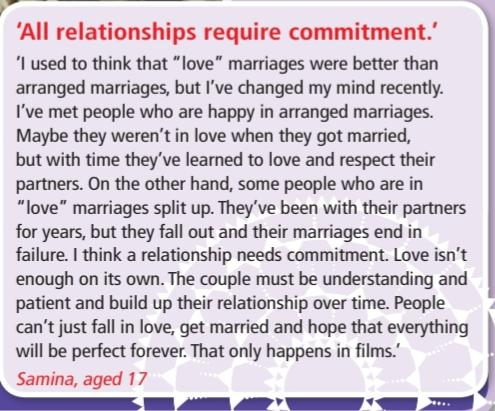 ‘All relationships require commitment.’
‘I used to think that “love” marriages were better than
arranged marriages, but I’ve changed my mind recently.
I’ve met people who are happy in arranged marriages.
Maybe they weren’t in love when they got married,
but with time they’ve learned to love and respect their
partners. On the other hand, some people who are in
“love” marriages split up. They’ve been with their partners
for years, but they fall out and their marriages end in
failure. I think a relationship needs commitment. Love isn’t
enough on its own. The couple must be understanding and
patient and build up their relationship over time. People
can’t just fall in love, get married and hope that everything
will be perfect forever. That only happens in films.’
Samina, aged 17